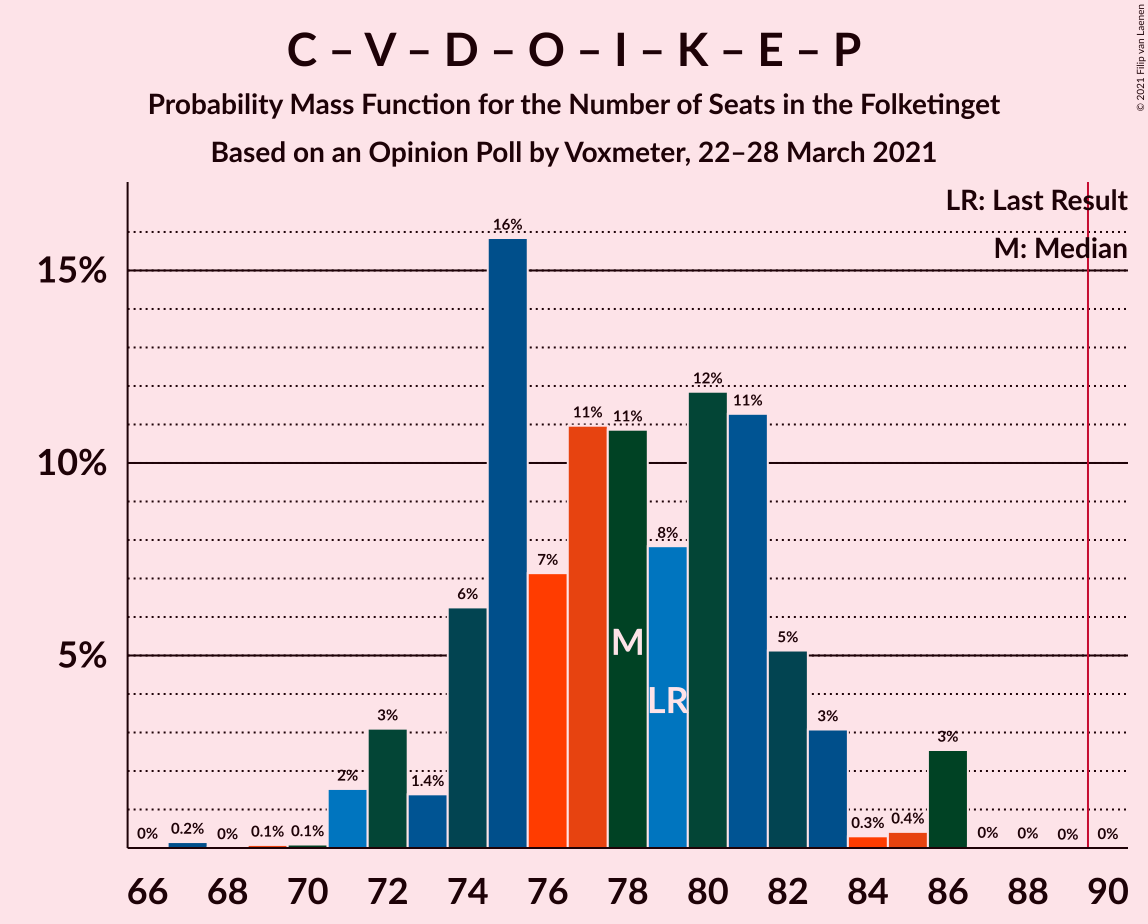 C – V – D – O – I – K – E – P
Probability Mass Function for the Number of Seats in the Folketinget
Based on an Opinion Poll by Voxmeter, 22–28 March 2021
© 2021 Filip van Laenen
LR: Last Result
M: Median
15%
10%
5%
0% 0.2% 0% 0.1% 0.1% 2% 3% 1.4% 6% 16% 7% 11% 11% 8% 12% 11% 5% 3% 0.3% 0.4% 3% 0% 0% 0% 0%
M
LR
66 68 70 72 74 76 78 80 82 84 86 88 90